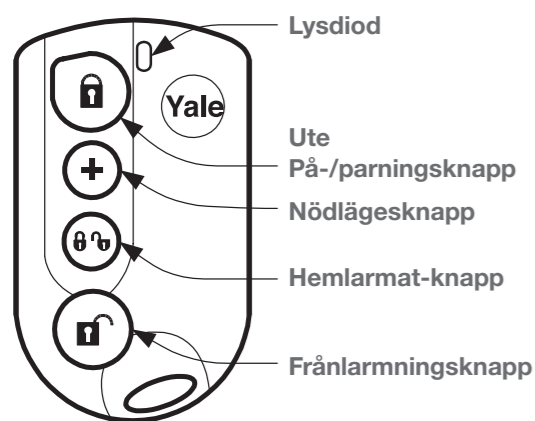 Lysdiod
Yale
Ute
På-/parningsknapp
Nödlägesknapp
Hemlarmat-knapp
Frånlarmningsknapp